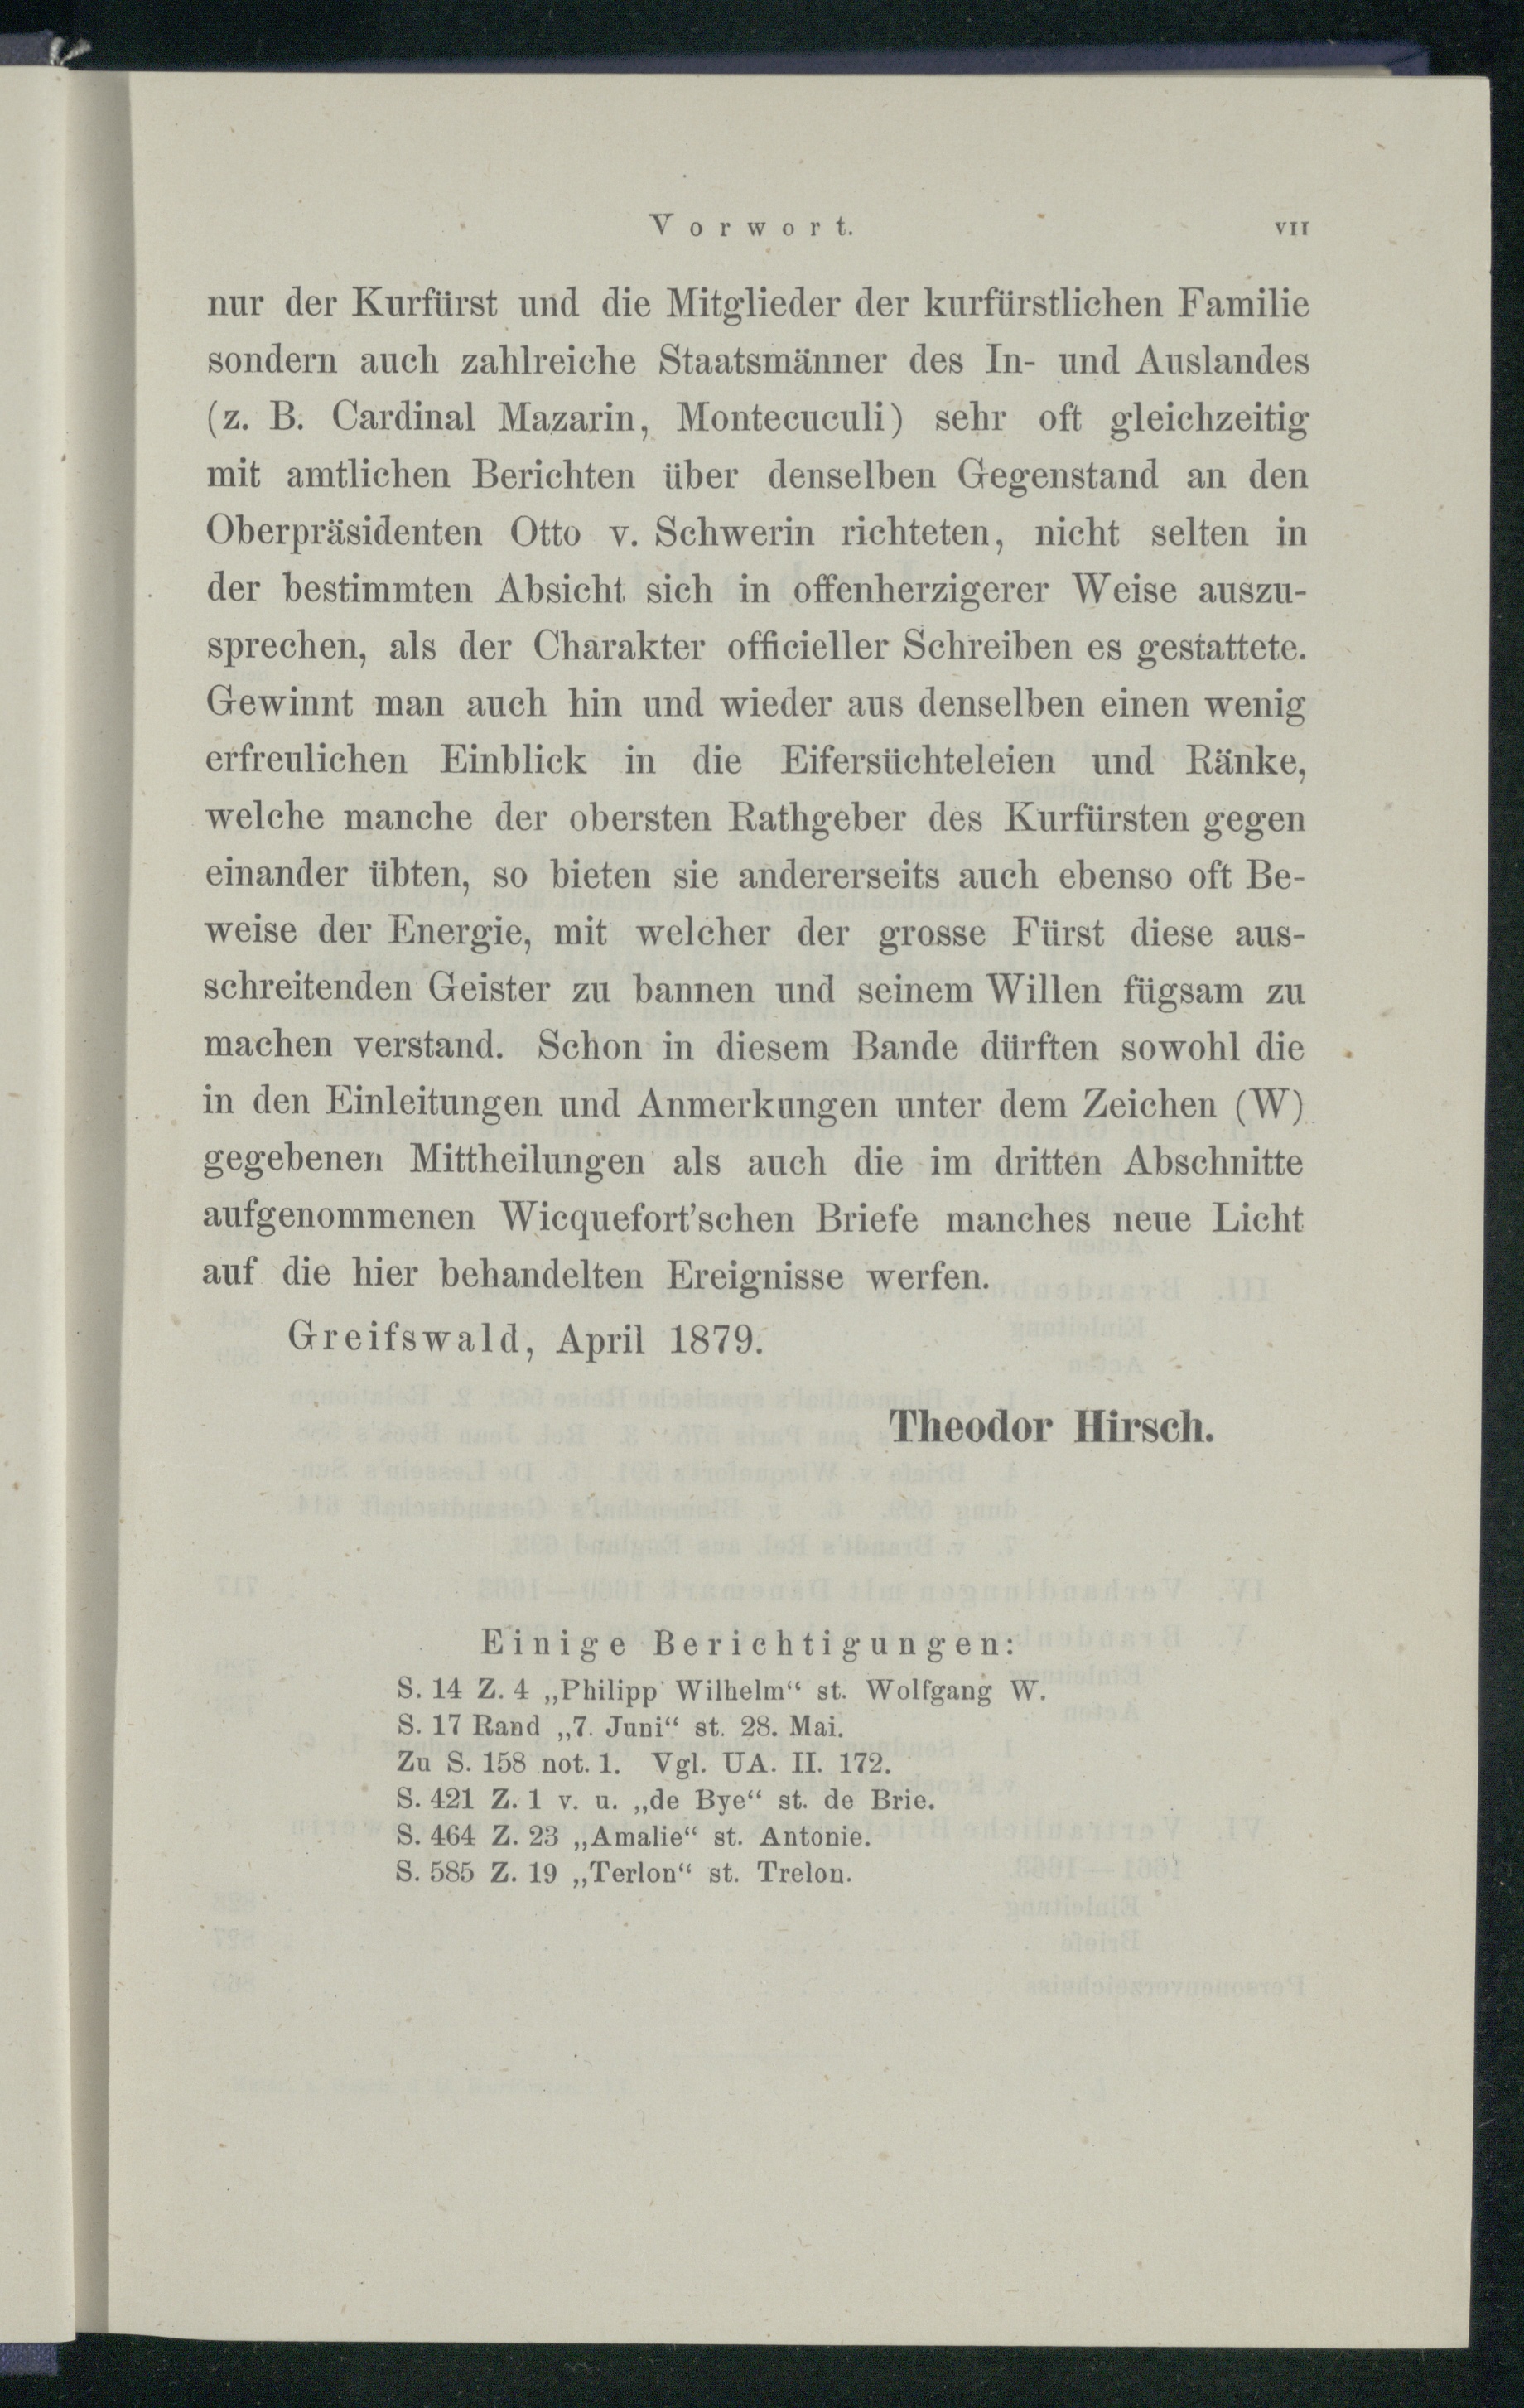 Vorwort. VII
nur der Kurfürst und die Mitglieder der kurfürstlichen Familie
sondern auch zahlreiche Staatsmänner des In- und Auslandes
(z. B. Cardinal Mazarin, Montecuculi) sehr oft gleichzeitig
mit amtlichen Berichten über denselben Gegenstand an den
Oberpräsidenten Otto v. Schwerin richteten, nicht selten in
der bestimmten Absicht sich in offenherzigerer Weise auszu-
sprechen, als der Charakter officieller Schreiben es gestattete.
Gewinnt man auch hin und wieder aus denselben einen wenig
erfreulichen Einblick in die Eifersüchteleien und Ränke,
welche manche der obersten Rathgeber des Kurfürsten gegen
einander übten, so bieten sie andererseits auch ebenso oft Be-
weise der Energie, mit welcher der grosse Fürst diese aus-
schreitenden Geister zu bannen und seinem Willen fügsam zu
machen verstand. Schon in diesem Bande dürften sowohl die
in den Einleitungen und Anmerkungen unter dem Zeichen (W)
gegebenen Mittheilungen als auch die im dritten Abschnitte
aufgenommenen Wicquefort'schen Briefe manches neue Licht
auf die hier behandelten Ereignisse werfen.
Greifswald, April 1879.
Theodor Hirsch.
Einige Berichtigungen:
S. 14 Z. 4 „Philipp Wilhelm“ st. Wolfgang W.
S. 17 Rand „7. Juni“ st. 28. Mai.
Zu S. 158 not. 1. Vgl. UA. II. 172.
S. 421 Z. 1 v. u. „de Bye“ st. de Brie.
S. 464 Z. 23 „Amalie“ st. Antonie.
S. 585 Z. 19 „Terlon“ st. Trelon.